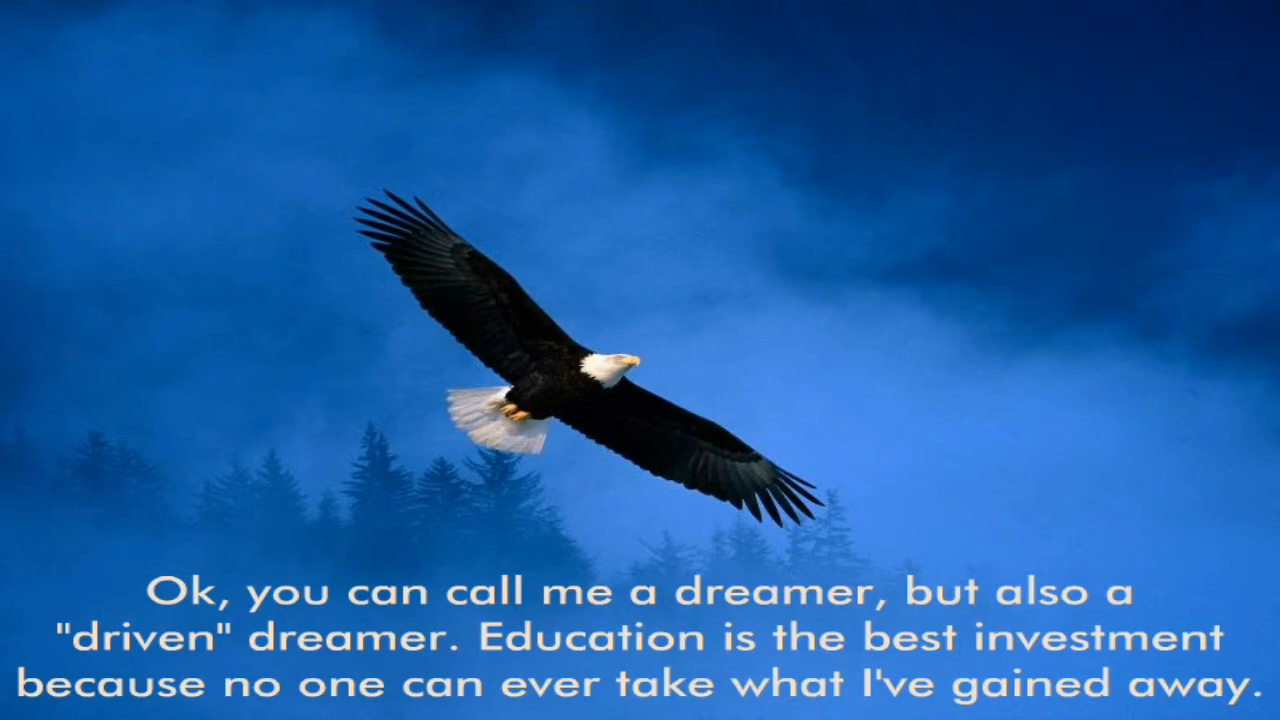 Ok, you can call me a dreamer, but also a
"driven" dreamer. Education is the best investment
because no one can ever take what I've gained away.